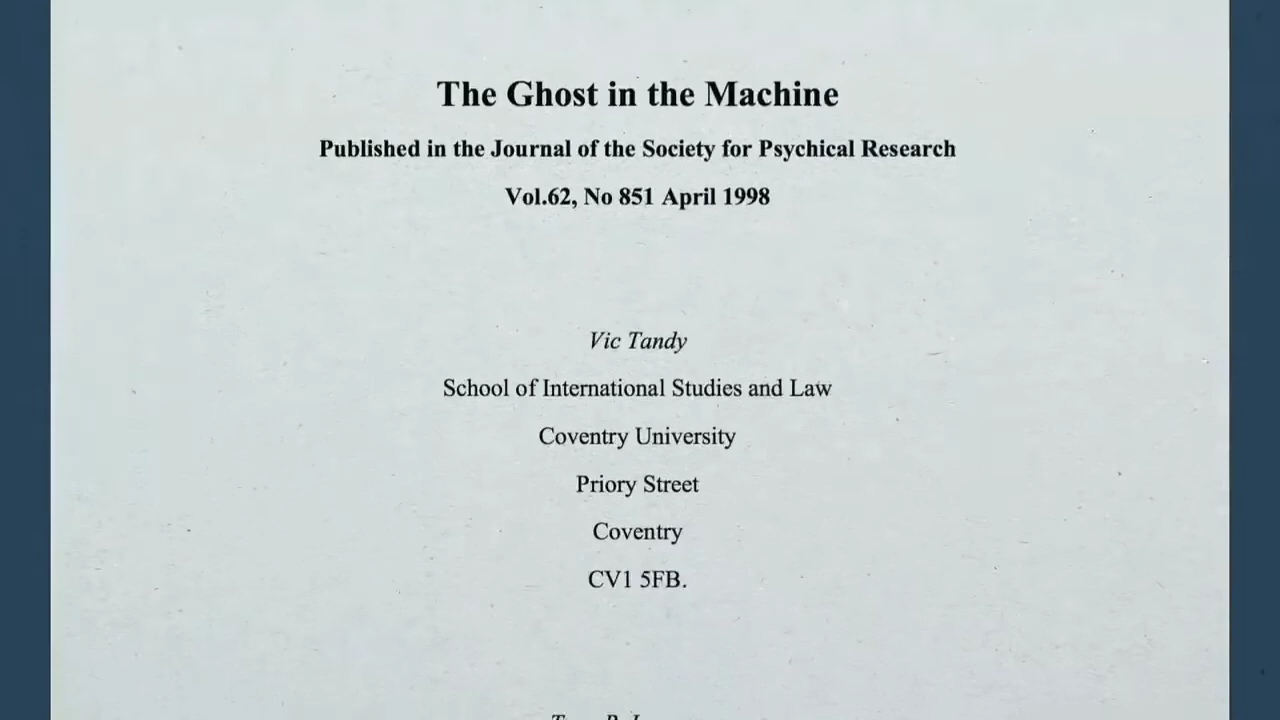 The Ghost in the Machine
Published in the Journal of the Society for Psychical Research
Vol.62, No 851 April 1998
Vic Tandy
School of International Studies and Law
Coventry University
Priory Street
Coventry
CV1 5FB.